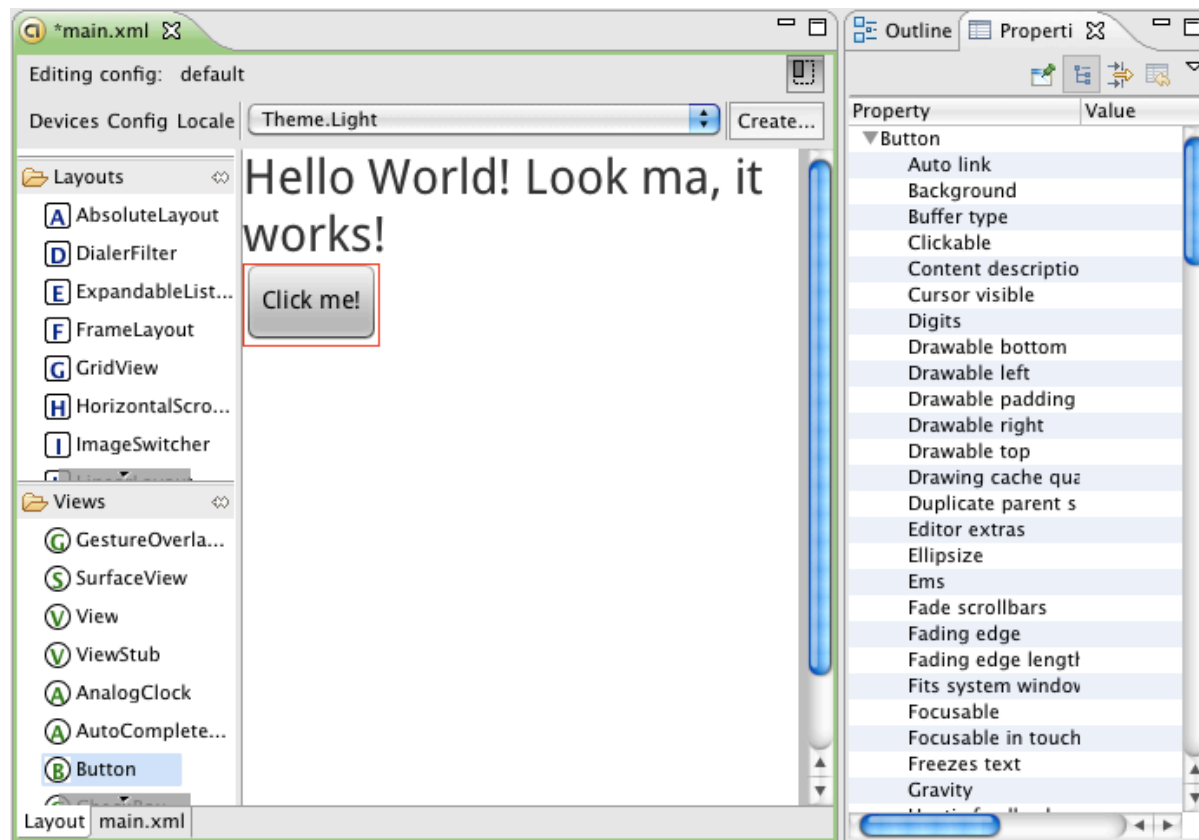 *main.xml
Editing config: default
Devices Config Locale
Theme.Light
Create...
Layouts
AbsoluteLayout
DialerFilter
ExpandableList...
FrameLayout
GridView
HorizontalScro...
ImageSwitcher
Views
GestureOverla...
SurfaceView
View
ViewStub
AnalogClock
AutoComplete...
Button
Layout
main.xml
Hello World! Look ma, it
works!
Click me!
Outline
Properti
Property
Value
Button
Auto link
Background
Buffer type
Clickable
Content descriptio
Cursor visible
Digits
Drawable bottom
Drawable left
Drawable padding
Drawable right
Drawable top
Drawing cache qua
Duplicate parent s
Editor extras
Ellipsize
Ems
Fade scrollbars
Fading edge
Fading edge length
Fits system window
Focusable
Focusable in touch
Freezes text
Gravity